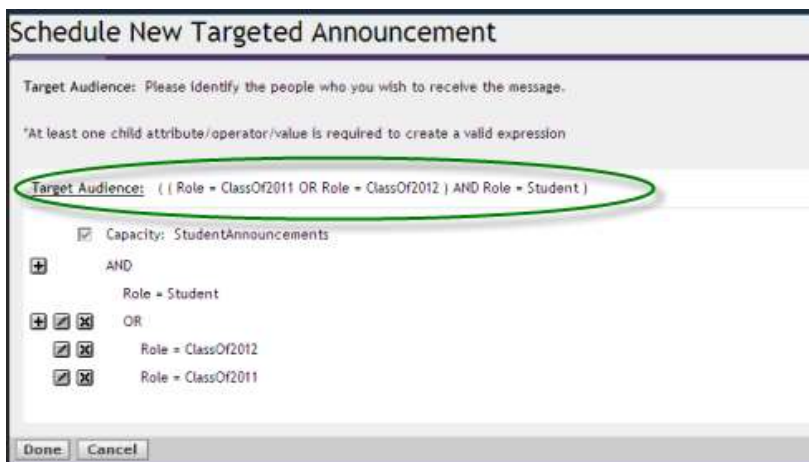 Schedule New Targeted Announcement
Target Audience: Please identify the people who you wish to receive the message.
*At least one child attribute/operator/value is required to create a valid expression
Target Audience: ( ( Role = ClassOf2011 OR Role = ClassOf2012 ) AND Role = Student )
Capacity: StudentAnnouncements
AND
Role = Student
OR
Role = ClassOf2012
Role = ClassOf2011
Done Cancel